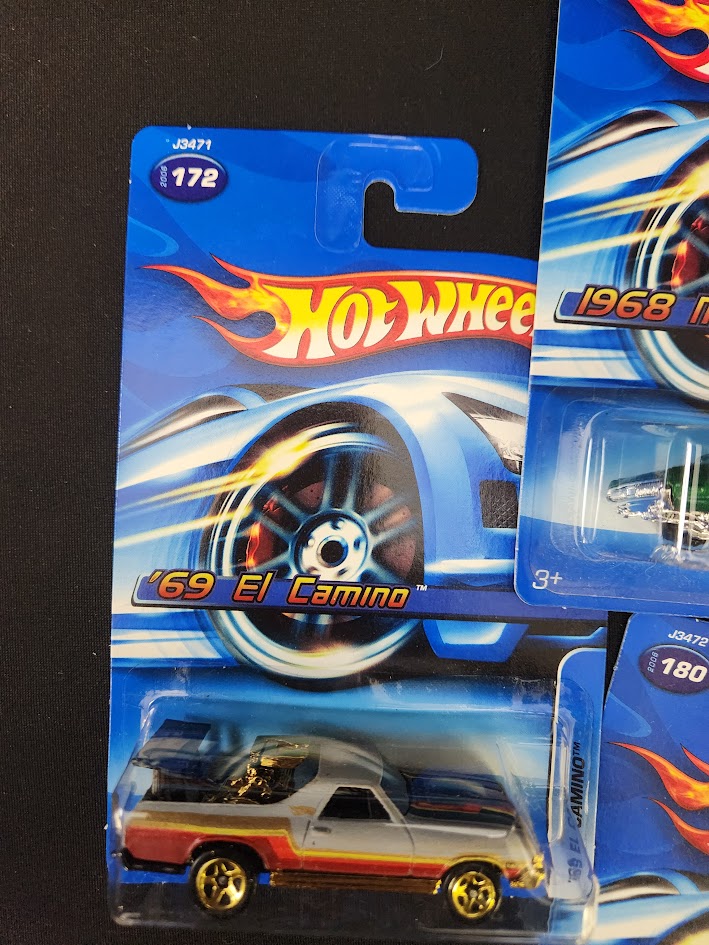 J3471
2006 172
HOT WHEE
'69 El Camino™
'69 EL CAMINO™
1968
3+
J3472
2006
180